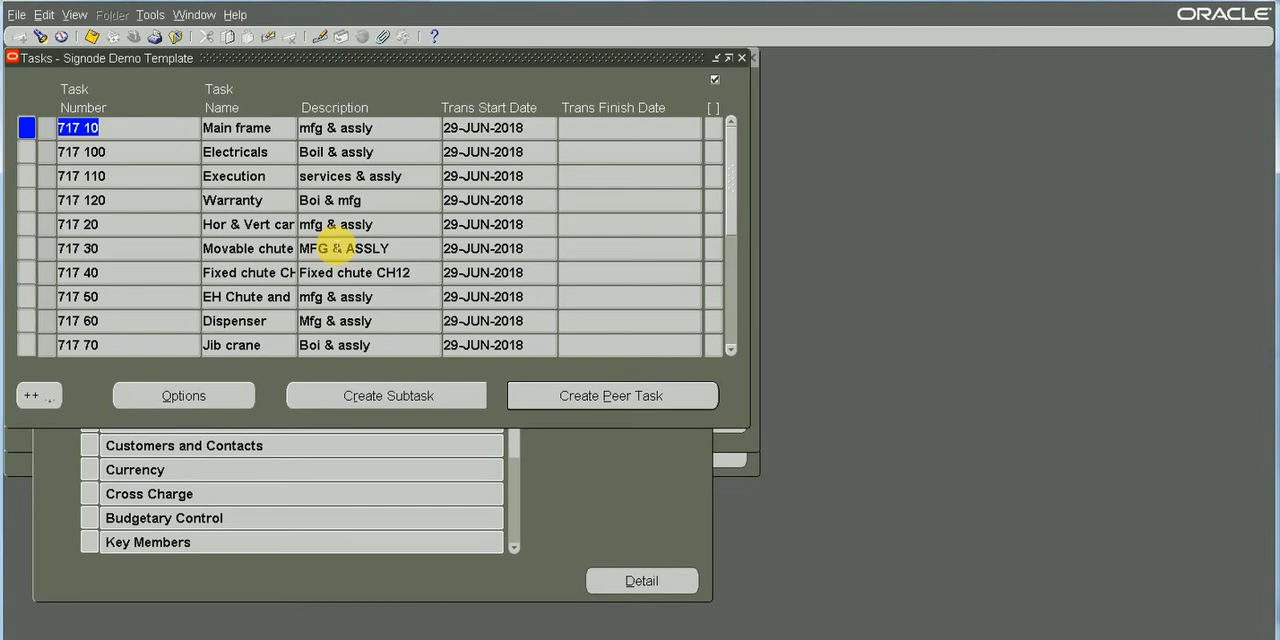 File Edit View Folder Tools Window Help
ORACLE
?
Tasks - Signode Demo Template
Task Task
Number Name Description Trans Start Date Trans Finish Date [ ]
717 10 Main frame mfg & assly 29-JUN-2018
717 100 Electricals Boil & assly 29-JUN-2018
717 110 Execution services & assly 29-JUN-2018
717 120 Warranty Boi & mfg 29-JUN-2018
717 20 Hor & Vert car mfg & assly 29-JUN-2018
717 30 Movable chute MFG & ASSLY 29-JUN-2018
717 40 Fixed chute CH Fixed chute CH12 29-JUN-2018
717 50 EH Chute and mfg & assly 29-JUN-2018
717 60 Dispenser Mfg & assly 29-JUN-2018
717 70 Jib crane Boi & assly 29-JUN-2018
++ Options Create Subtask Create Peer Task
Customers and Contacts
Currency
Cross Charge
Budgetary Control
Key Members
Detail